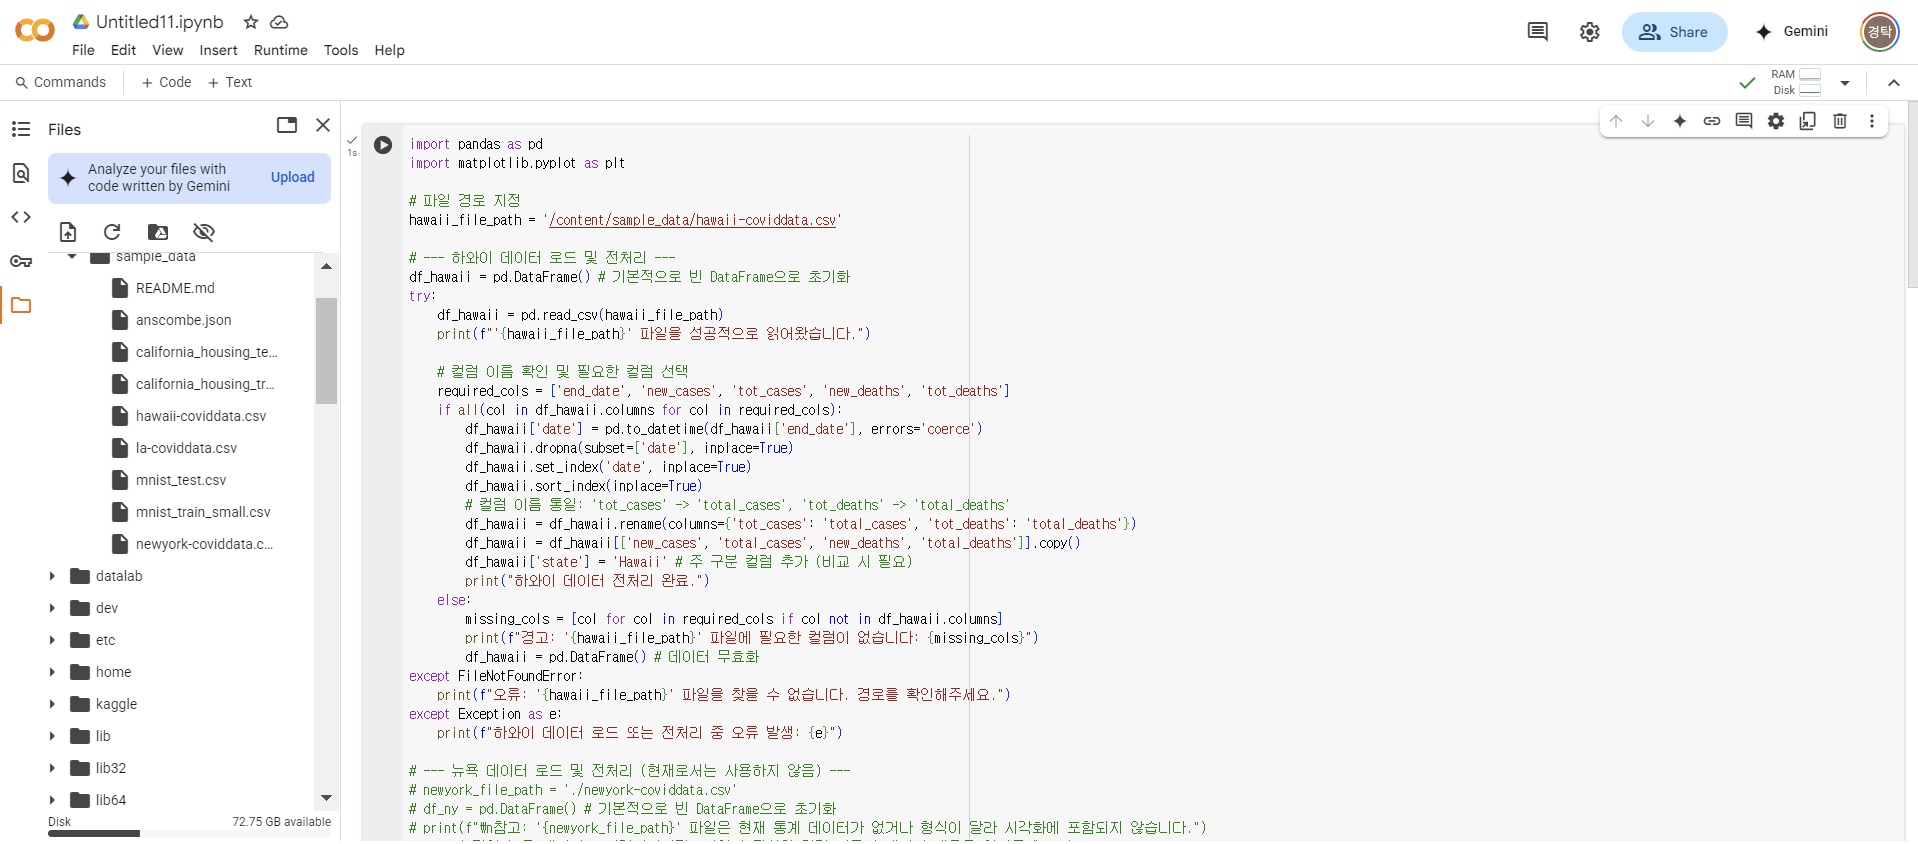 Untitled11.ipynb
File Edit View Insert Runtime Tools Help
Share
Gemini
경탁
Commands + Code + Text
RAM
Disk
Files
Analyze your files with
code written by Gemini
Upload
sample_data
README.md
anscombe.json
california_housing_te...
california_housing_tr...
hawaii-coviddata.csv
la-coviddata.csv
mnist_test.csv
mnist_train_small.csv
newyork-coviddata.c...
datalab
dev
etc
home
kaggle
lib
lib32
lib64
Disk 72.75 GB available
1s
import pandas as pd
import matplotlib.pyplot as plt
# 파일 경로 지정
hawaii_file_path = '/content/sample_data/hawaii-coviddata.csv'
# --- 하와이 데이터 로드 및 전처리 ---
df_hawaii = pd.DataFrame() # 기본적으로 빈 DataFrame으로 초기화
try:
    df_hawaii = pd.read_csv(hawaii_file_path)
    print(f"'{hawaii_file_path}' 파일을 성공적으로 읽어왔습니다.")
    # 컬럼 이름 확인 및 필요한 컬럼 선택
    required_cols = ['end_date', 'new_cases', 'tot_cases', 'new_deaths', 'tot_deaths']
    if all(col in df_hawaii.columns for col in required_cols):
        df_hawaii['date'] = pd.to_datetime(df_hawaii['end_date'], errors='coerce')
        df_hawaii.dropna(subset=['date'], inplace=True)
        df_hawaii.set_index('date', inplace=True)
        df_hawaii.sort_index(inplace=True)
        # 컬럼 이름 통일: 'tot_cases' -> 'total_cases', 'tot_deaths' -> 'total_deaths'
        df_hawaii = df_hawaii.rename(columns={'tot_cases': 'total_cases', 'tot_deaths': 'total_deaths'})
        df_hawaii = df_hawaii[['new_cases', 'total_cases', 'new_deaths', 'total_deaths']].copy()
        df_hawaii['state'] = 'Hawaii' # 주 구분 컬럼 추가 (비교 시 필요)
        print("하와이 데이터 전처리 완료.")
    else:
        missing_cols = [col for col in required_cols if col not in df_hawaii.columns]
        print(f"경고: '{hawaii_file_path}' 파일에 필요한 컬럼이 없습니다: {missing_cols}")
        df_hawaii = pd.DataFrame() # 데이터 무효화
except FileNotFoundError:
    print(f"오류: '{hawaii_file_path}' 파일을 찾을 수 없습니다. 경로를 확인해주세요.")
except Exception as e:
    print(f"하와이 데이터 로드 또는 전처리 중 오류 발생: {e}")
# --- 뉴욕 데이터 로드 및 전처리 (현재로서는 사용하지 않음) ---
# newyork_file_path = './newyork-coviddata.csv'
# df_ny = pd.DataFrame() # 기본적으로 빈 DataFrame으로 초기화
# print(f"₩n참고: '{newyork_file_path}' 파일은 현재 통계 데이터가 없거나 형식이 달라 시각화에 포함되지 않습니다.")